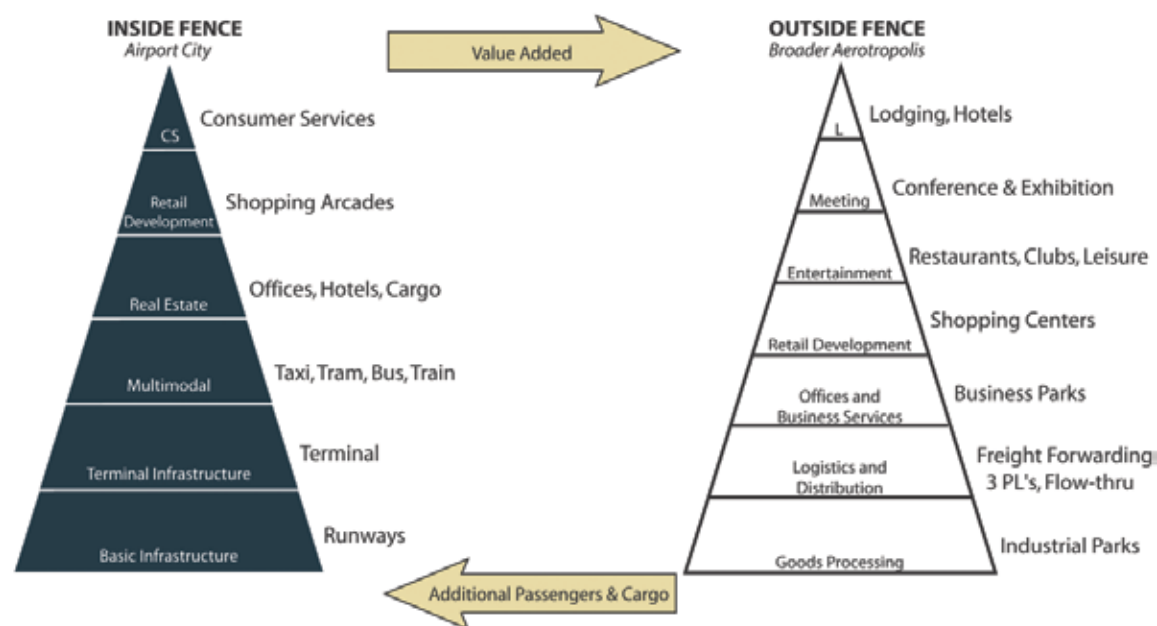 INSIDE FENCE
Airport City
Value Added
OUTSIDE FENCE
Broader Aerotropolis
CS
Consumer Services
Retail
Development
Shopping Arcades
Real Estate
Offices, Hotels, Cargo
Multimodal
Taxi, Tram, Bus, Train
Terminal Infrastructure
Terminal
Basic Infrastructure
Runways
L
Lodging, Hotels
Meeting
Conference & Exhibition
Entertainment
Restaurants, Clubs, Leisure
Retail Development
Shopping Centers
Offices and
Business Services
Business Parks
Logistics and
Distribution
Freight Forwarding
3 PL's, Flow-thru
Goods Processing
Industrial Parks
Additional Passengers & Cargo